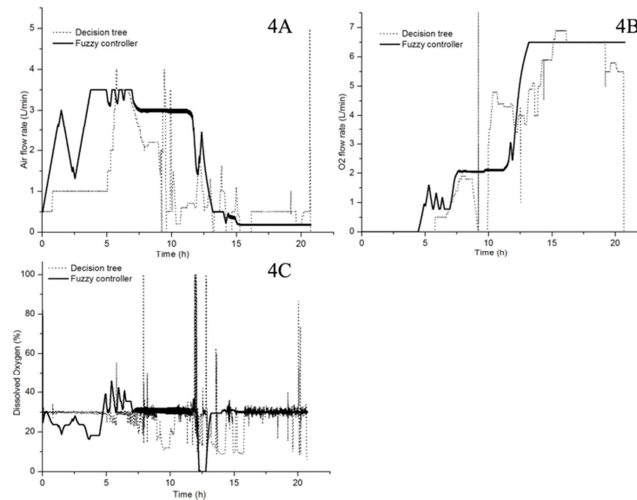 4A
Decision tree
Fuzzy controller
Air flow rate (L/min)
5
4
3
2
1
0
0
5
10
15
20
Time (h)
4B
Decision tree
Fuzzy controller
O2 flow rate (L/min)
7
6
5
4
3
2
1
0
0
5
10
15
20
Time (h)
4C
Decision tree
Fuzzy controller
Dissolved Oxygen (%)
100
80
60
40
20
0
0
5
10
15
20
Time (h)